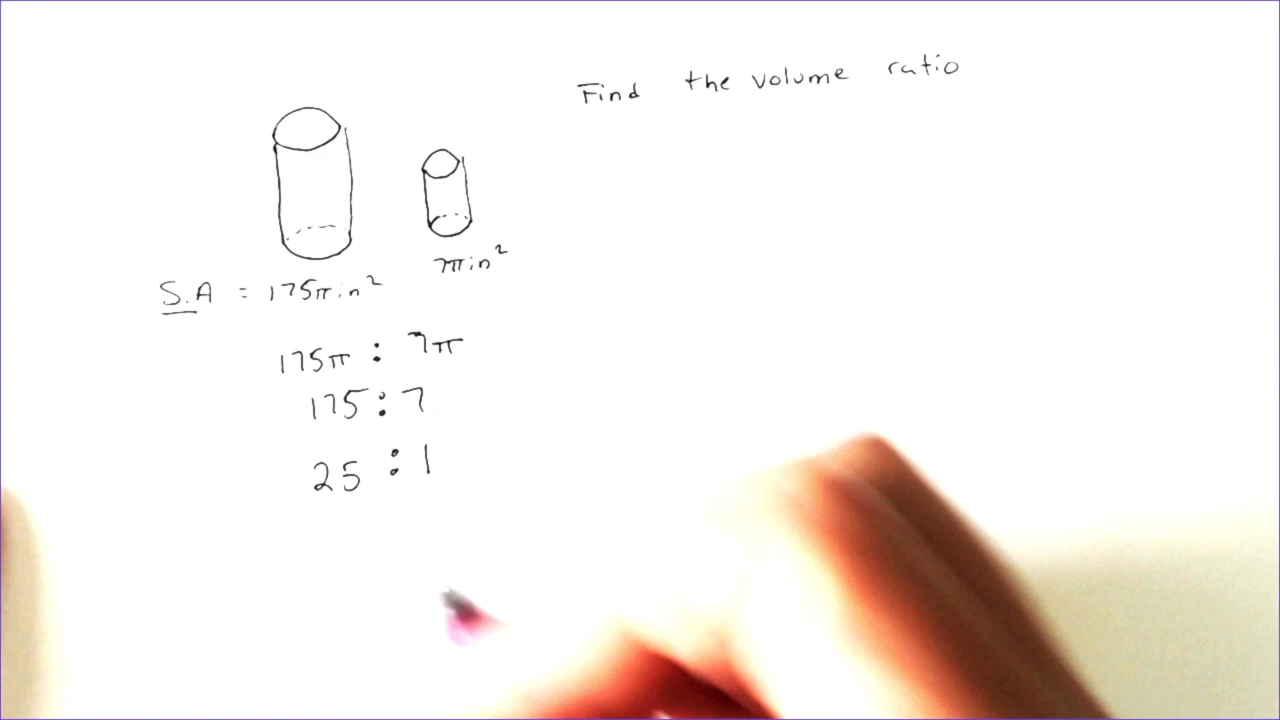 Find the volume ratio
S.A = 175π in²
7π in²
175π : 7π
175 : 7
25 : 1